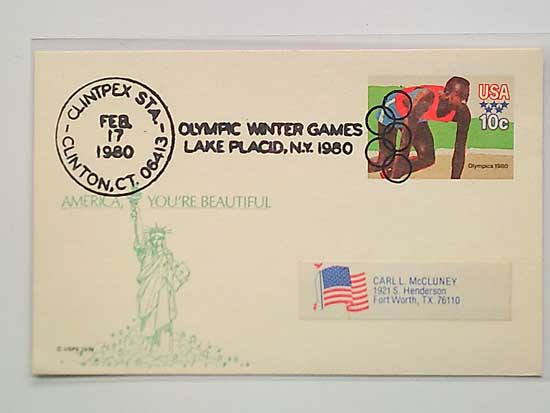 CLINTPEX STA.
FEB
17
1980
CLINTON, CT. 06413
OLYMPIC WINTER GAMES
LAKE PLACID, N.Y. 1980
USA
10c
Olympics 1980
AMERICA, YOU'RE BEAUTIFUL
CARL L. McCLUNEY
1921 S. Henderson
Fort Worth, TX 76110
© USPS